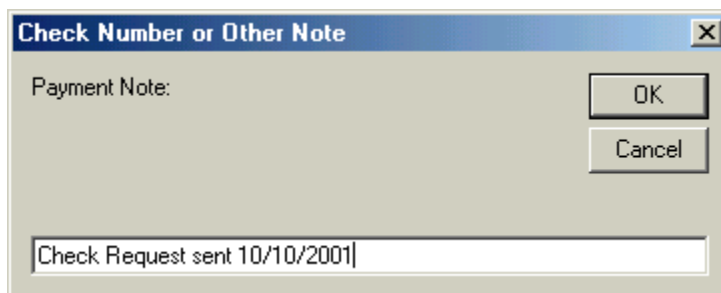 Check Number or Other Note
Payment Note:
OK
Cancel
Check Request sent 10/10/2001